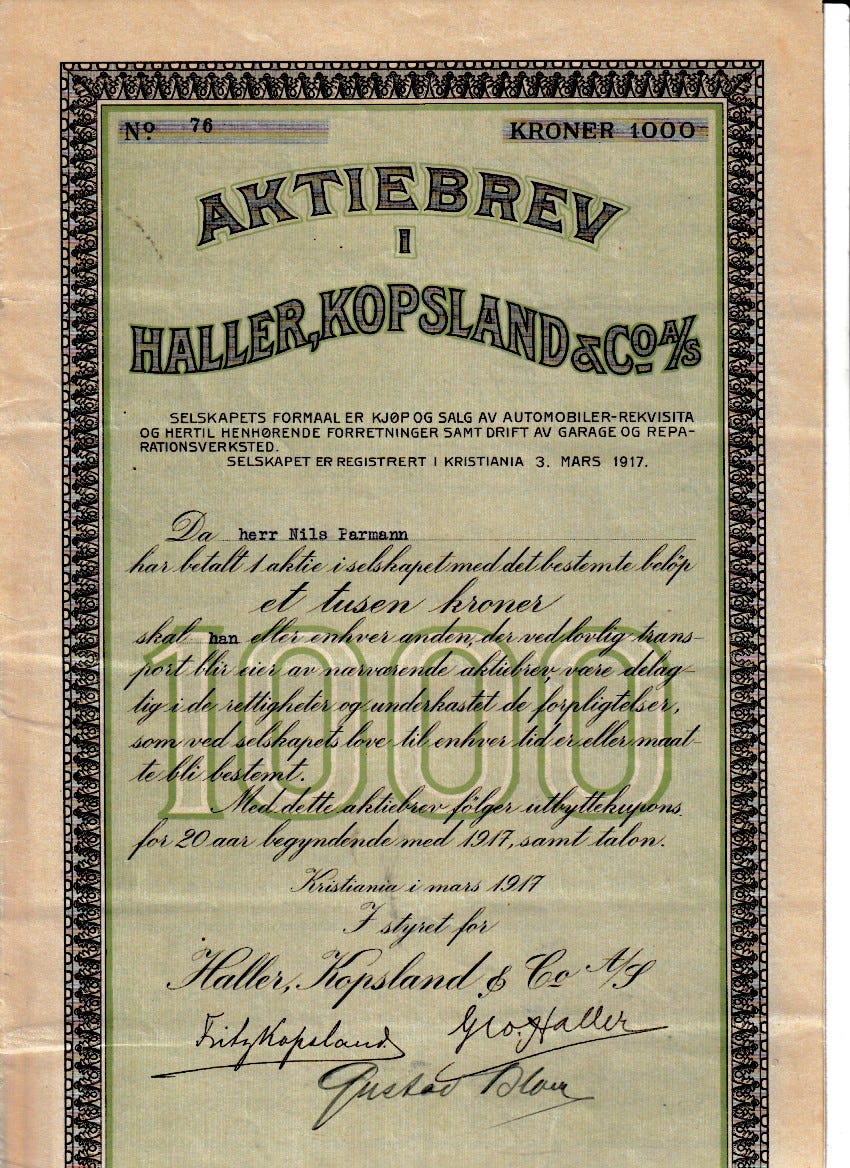 Nº 76 KRONER 1000
AKTIEBREV
I
HALLER, KOPSLAND & Co A/S
SELSKAPETS FORMAAL ER KJØP OG SALG AV AUTOMOBILER-REKVISITA
OG HERTIL HENHØRENDE FORRETNINGER SAMT DRIFT AV GARAGE OG REPA-
RATIONSVERKSTED.
SELSKAPET ER REGISTRERT I KRISTIANIA 3. MARS 1917.
Da herr Nils Parmann
har betalt 1 aktie i selskapet med det bestemte beløp
et tusen kroner
skal han eller enhver anden, der ved lovlig trans-
port blir eier av nærværende aktiebrev, være delag-
tig i de rettigheter og underkastet de forpligtelser,
som ved selskapets love til enhver tid er eller maat-
te bli bestemt.
1000
Med dette aktiebrev følger utbyttekupons
for 20 aar begyndende med 1917, samt talon.
Kristiania i mars 1917
I styret for
Haller, Kopsland & Co A/S
Fritz Kopsland Geo. Haller
Gustav